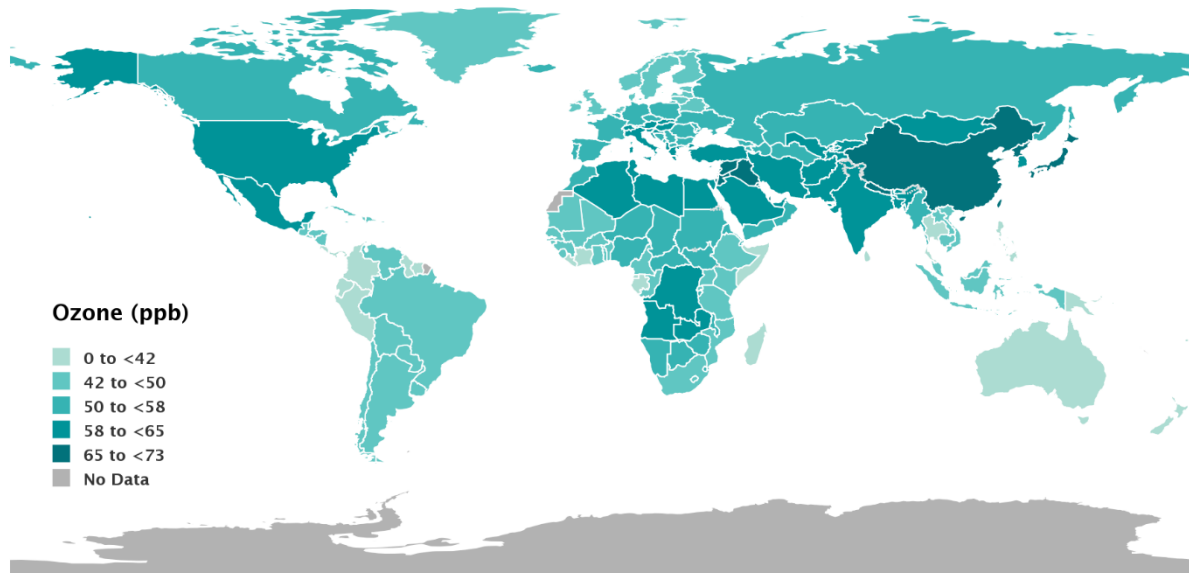 Ozone (ppb)
0 to <42
42 to <50
50 to <58
58 to <65
65 to <73
No Data